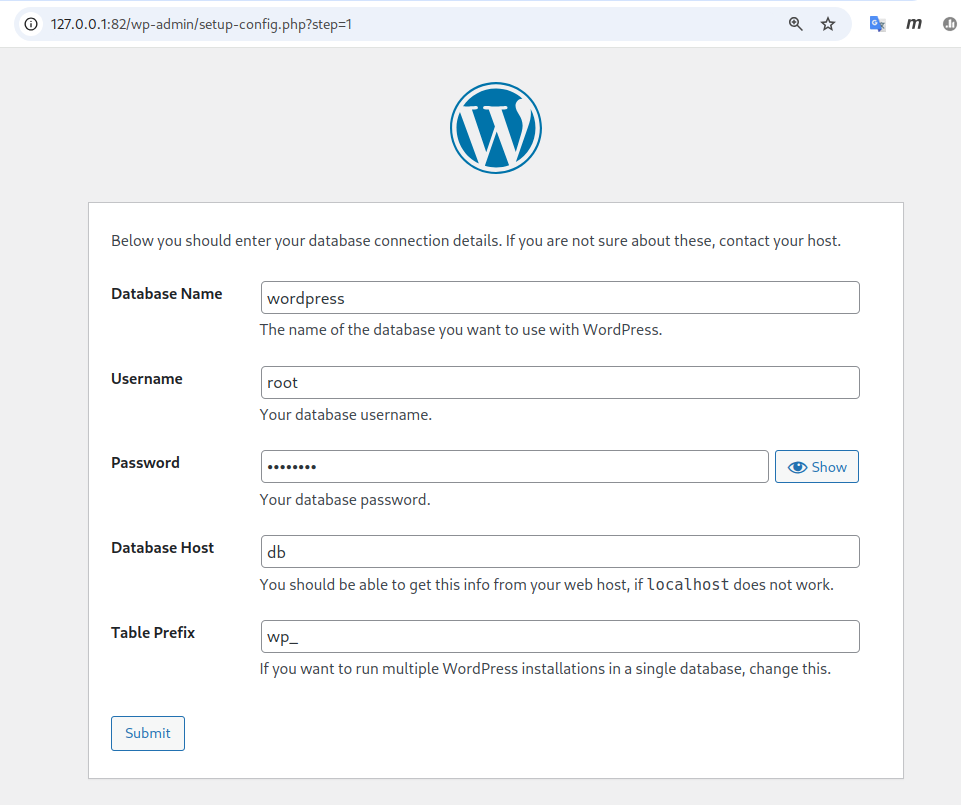 127.0.0.1:82/wp-admin/setup-config.php?step=1
m
W
Below you should enter your database connection details. If you are not sure about these, contact your host.
Database Name
wordpress
The name of the database you want to use with WordPress.
Username
root
Your database username.
Password
••••••••
Show
Your database password.
Database Host
db
You should be able to get this info from your web host, if localhost does not work.
Table Prefix
wp_
If you want to run multiple WordPress installations in a single database, change this.
Submit